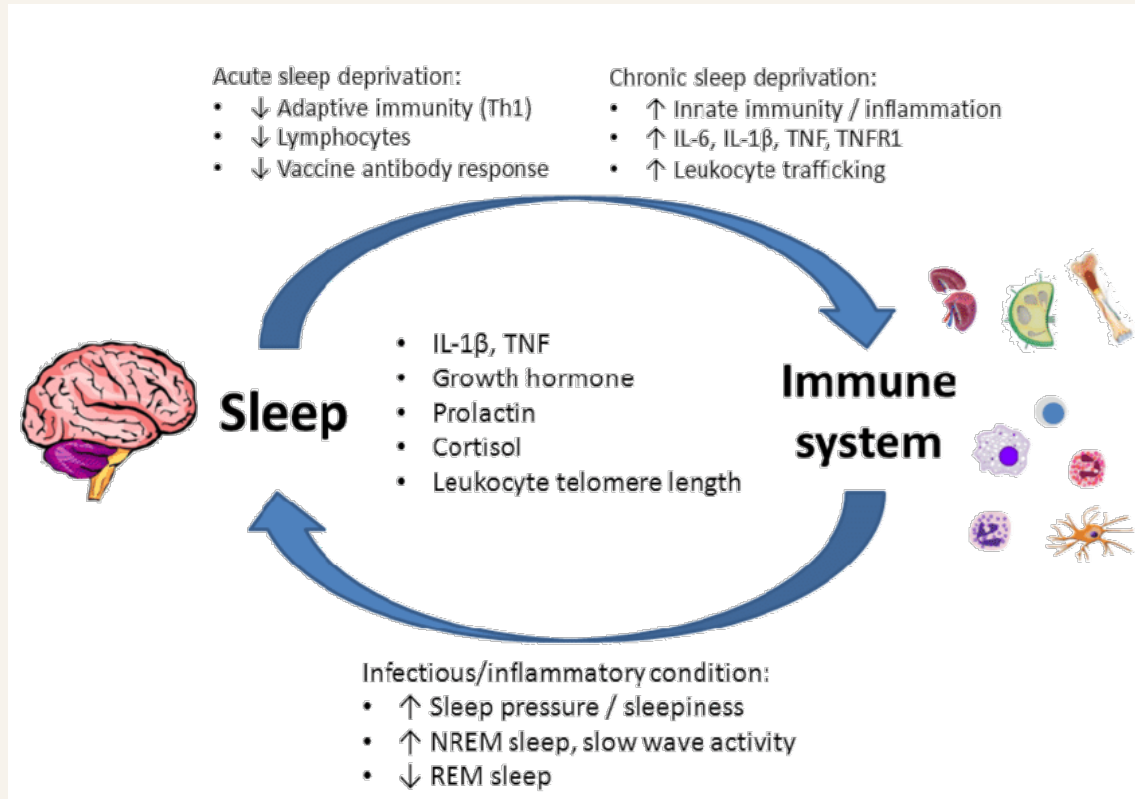 Acute sleep deprivation:
• ↓ Adaptive immunity (Th1)
• ↓ Lymphocytes
• ↓ Vaccine antibody response
Chronic sleep deprivation:
• ↑ Innate immunity / inflammation
• ↑ IL-6, IL-1β, TNF, TNFR1
• ↑ Leukocyte trafficking
Sleep
• IL-1β, TNF
• Growth hormone
• Prolactin
• Cortisol
• Leukocyte telomere length
Immune
system
Infectious/inflammatory condition:
• ↑ Sleep pressure / sleepiness
• ↑ NREM sleep, slow wave activity
• ↓ REM sleep